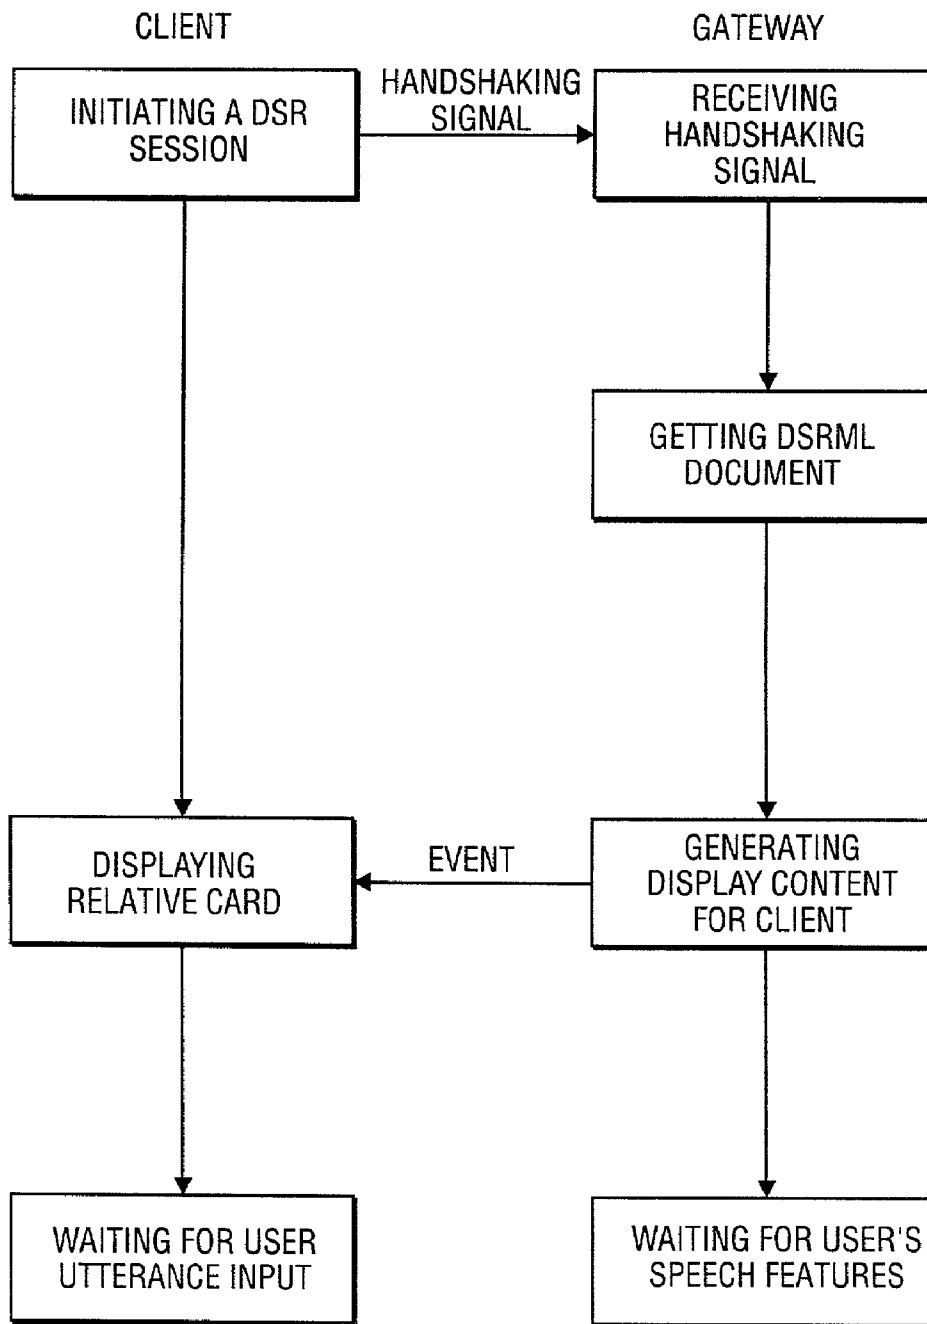 CLIENT
GATEWAY
INITIATING A DSR
SESSION
HANDSHAKING
SIGNAL
RECEIVING
HANDSHAKING
SIGNAL
GETTING DSRML
DOCUMENT
DISPLAYING
RELATIVE CARD
EVENT
GENERATING
DISPLAY CONTENT
FOR CLIENT
WAITING FOR USER
UTTERANCE INPUT
WAITING FOR USER'S
SPEECH FEATURES